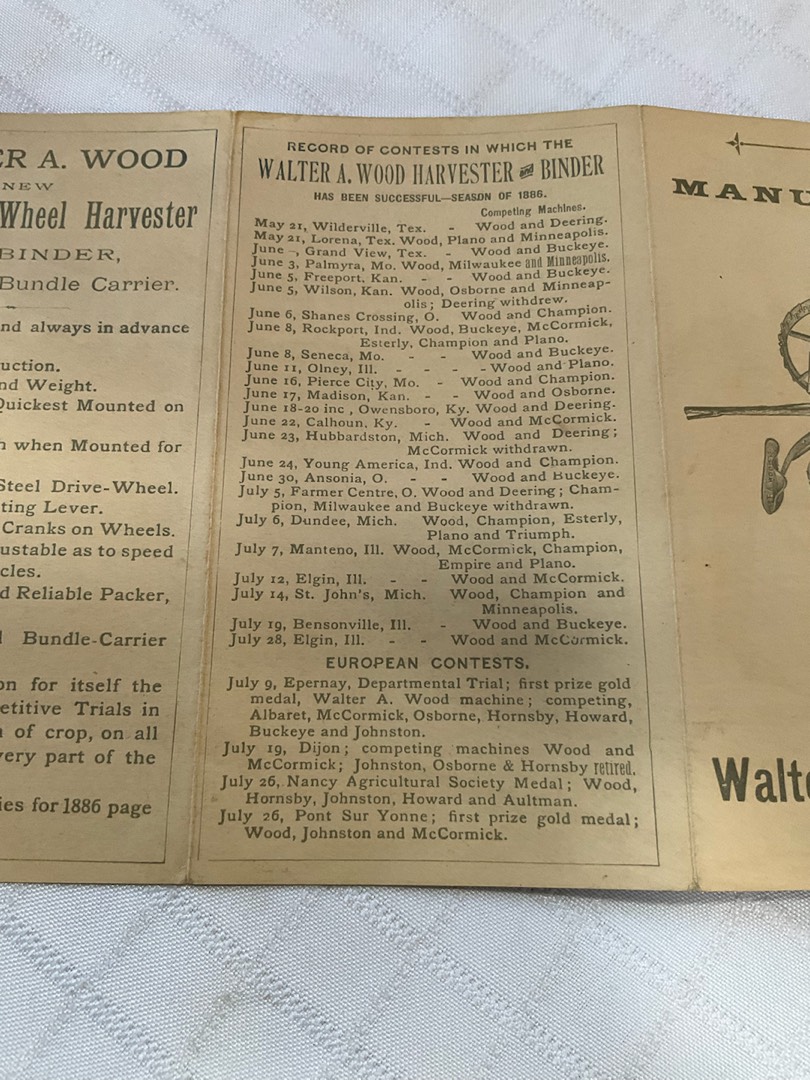 ER A. WOOD
NEW
Wheel Harvester
BINDER,
Bundle Carrier.
nd always in advance
uction.
nd Weight.
Quickest Mounted on
n when Mounted for
Steel Drive-Wheel.
ting Lever.
Cranks on Wheels.
ustable as to speed
cles.
d Reliable Packer,
l Bundle-Carrier
on for itself the
etitive Trials in
n of crop, on all
very part of the
ies for 1886 page
RECORD OF CONTESTS IN WHICH THE
WALTER A. WOOD HARVESTER and BINDER
HAS BEEN SUCCESSFUL—SEASON OF 1886.
Competing Machines.
May 21, Wilderville, Tex. - Wood and Deering.
May 21, Lorena, Tex. Wood, Plano and Minneapolis.
June —, Grand View, Tex. - Wood and Buckeye.
June 3, Palmyra, Mo. Wood, Milwaukee and Minneapolis.
June 5, Freeport, Kan. - - Wood and Buckeye.
June 5, Wilson, Kan. Wood, Osborne and Minneap-
olis; Deering withdrew.
June 6, Shanes Crossing, O. Wood and Champion.
June 8, Rockport, Ind. Wood, Buckeye, McCormick,
Esterly, Champion and Plano.
June 8, Seneca, Mo. - - Wood and Buckeye.
June 11, Olney, Ill. - - - - Wood and Plano.
June 16, Pierce City, Mo. - Wood and Champion.
June 17, Madison, Kan. - - Wood and Osborne.
June 18-20 inc, Owensboro, Ky. Wood and Deering.
June 22, Calhoun, Ky. - Wood and McCormick.
June 23, Hubbardston, Mich. Wood and Deering;
McCormick withdrawn.
June 24, Young America, Ind. Wood and Champion.
June 30, Ansonia, O. - - Wood and Buckeye.
July 5, Farmer Centre, O. Wood and Deering; Cham-
pion, Milwaukee and Buckeye withdrawn.
July 6, Dundee, Mich. Wood, Champion, Esterly,
Plano and Triumph.
July 7, Manteno, Ill. Wood, McCormick, Champion,
Empire and Plano.
July 12, Elgin, Ill. - - Wood and McCormick.
July 14, St. John's, Mich. Wood, Champion and
Minneapolis.
July 19, Bensonville, Ill. - Wood and Buckeye.
July 28, Elgin, Ill. - - Wood and McCormick.
EUROPEAN CONTESTS.
July 9, Epernay, Departmental Trial; first prize gold
medal, Walter A. Wood machine; competing,
Albaret, McCormick, Osborne, Hornsby, Howard,
Buckeye and Johnston.
July 19, Dijon; competing machines Wood and
McCormick; Johnston, Osborne & Hornsby retired.
July 26, Nancy Agricultural Society Medal; Wood,
Hornsby, Johnston, Howard and Aultman.
July 26, Pont Sur Yonne; first prize gold medal;
Wood, Johnston and McCormick.
MANU
Walt